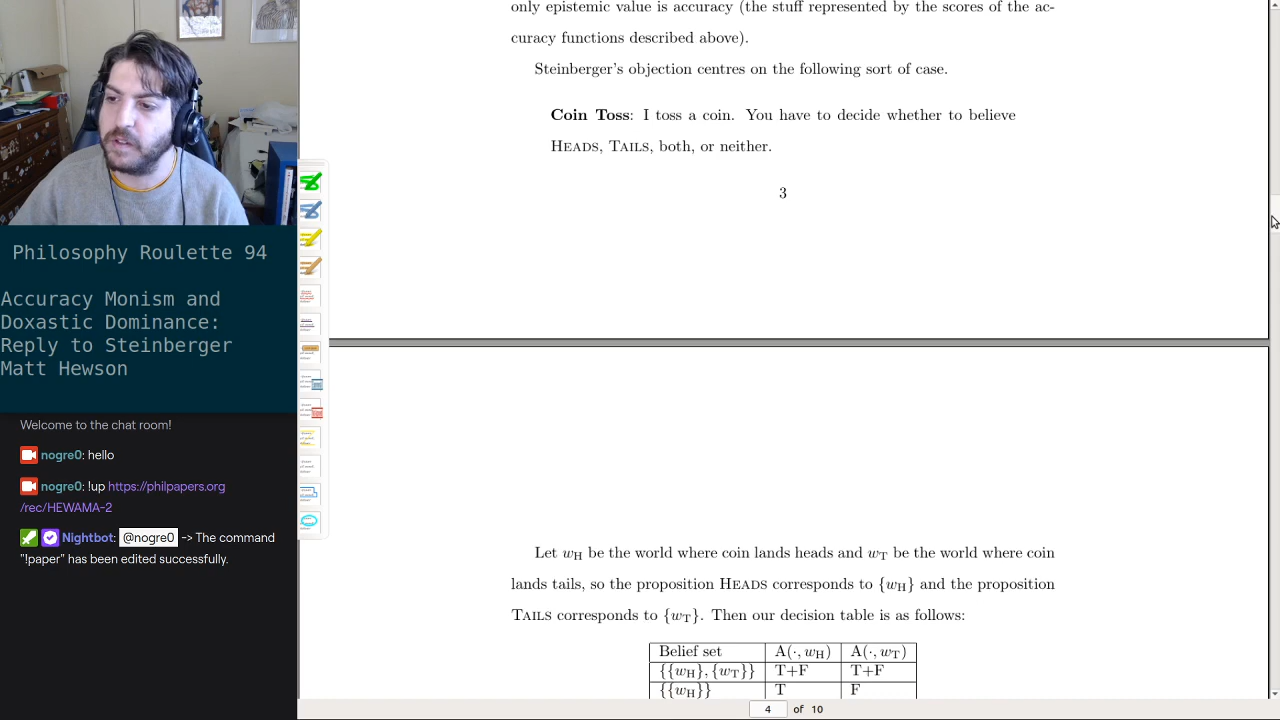 only epistemic value is accuracy (the stuff represented by the scores of the ac-
curacy functions described above).
Steinberger's objection centres on the following sort of case.
Coin Toss: I toss a coin. You have to decide whether to believe
HEADS, TAILS, both, or neither.
3
Philosophy Roulette 94
Accuracy Monism and
Doxastic Dominance:
Reply to Steinberger
Matt Hewson
Welcome to the chat room!
nogre0: hello
nogre0: !up https://philpapers.org
/rec/HEWAMA-2
Nightbot: @nogre0 -> The command
"!paper" has been edited successfully.
Let wH be the world where coin lands heads and wT be the world where coin
lands tails, so the proposition HEADS corresponds to {wH} and the proposition
TAILS corresponds to {wT}. Then our decision table is as follows:
Belief set A(·, wH) A(·, wT)
{{wH},{wT}} T+F T+F
{{wH}} T F
4 of 10